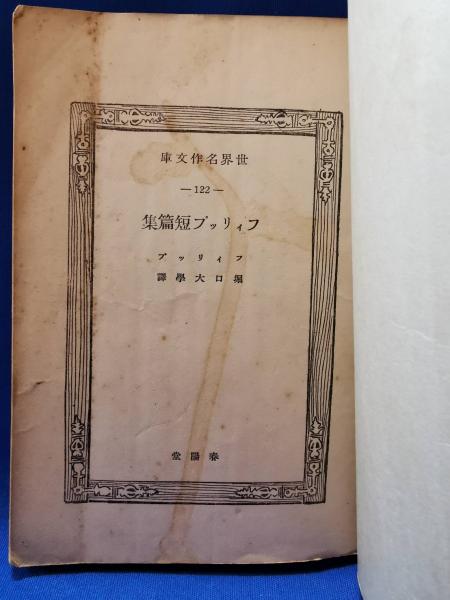 世界名作文庫
—122—
フィリップ短篇集
フィリップ
堀口大學譯
春陽堂